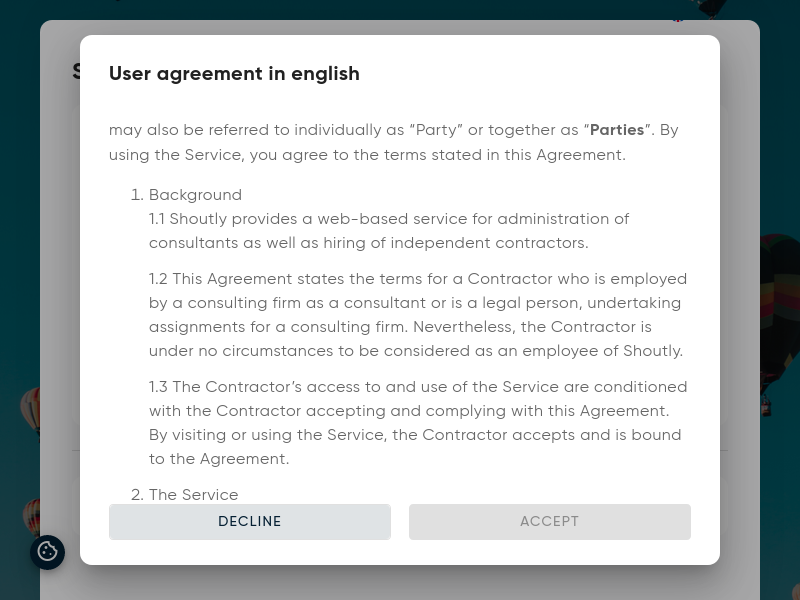 User agreement in english
may also be referred to individually as “Party” or together as “Parties”. By
using the Service, you agree to the terms stated in this Agreement.
1. Background
1.1 Shoutly provides a web-based service for administration of
consultants as well as hiring of independent contractors.
1.2 This Agreement states the terms for a Contractor who is employed
by a consulting firm as a consultant or is a legal person, undertaking
assignments for a consulting firm. Nevertheless, the Contractor is
under no circumstances to be considered as an employee of Shoutly.
1.3 The Contractor’s access to and use of the Service are conditioned
with the Contractor accepting and complying with this Agreement.
By visiting or using the Service, the Contractor accepts and is bound
to the Agreement.
2. The Service
DECLINE
ACCEPT